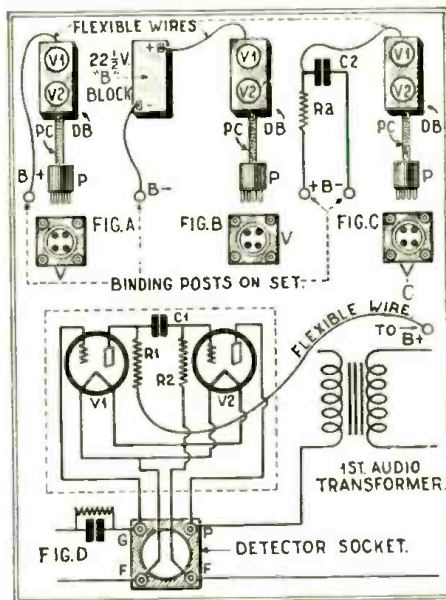 FLEXIBLE WIRES
V1
V2
22½V.
"B"
BLOCK
+
-
V1
V2
C2
R3
V1
V2
PC
DB
B+
P
B-
PC
DB
P
+B-
PC
DB
P
FIG.A
V
FIG.B
V
FIG.C
V
C
BINDING POSTS ON SET.
C1
R1
R2
V1
V2
FLEXIBLE WIRE
TO
B+
1ST. AUDIO
TRANSFORMER.
FIG.D
G
P
F
F
DETECTOR SOCKET.